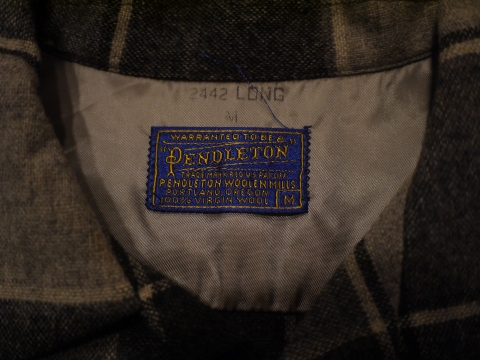 2442 LONG
M
WARRANTED TO BE A
"PENDLETON"
TRADE MARK REG. U.S. PAT. OFF.
PENDLETON WOOLEN MILLS
PORTLAND, OREGON
100% VIRGIN WOOL M